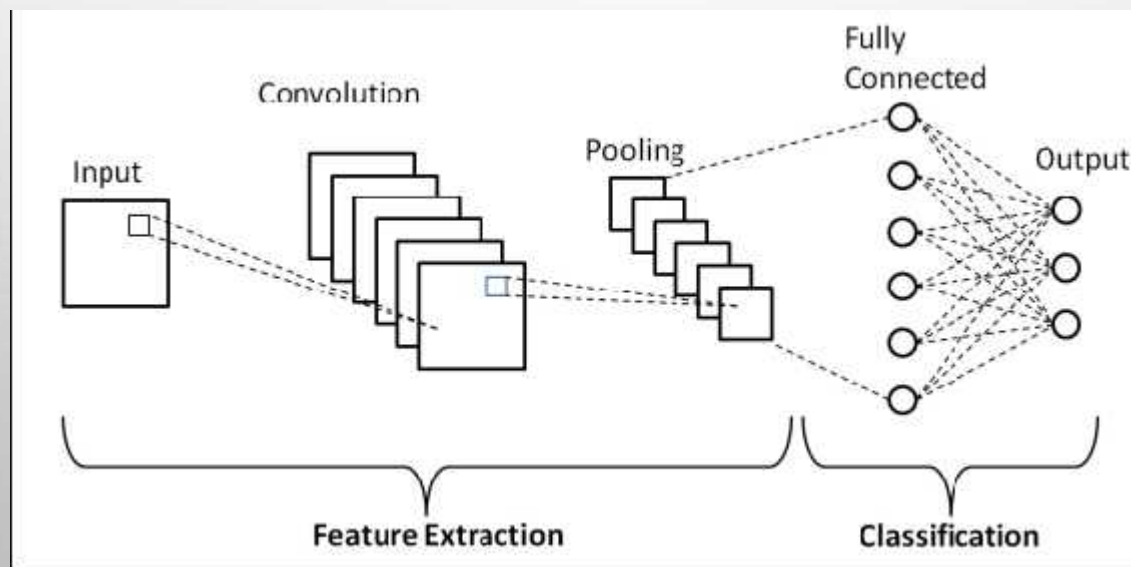 Input
Convolution
Pooling
Fully
Connected
Output
Feature Extraction
Classification